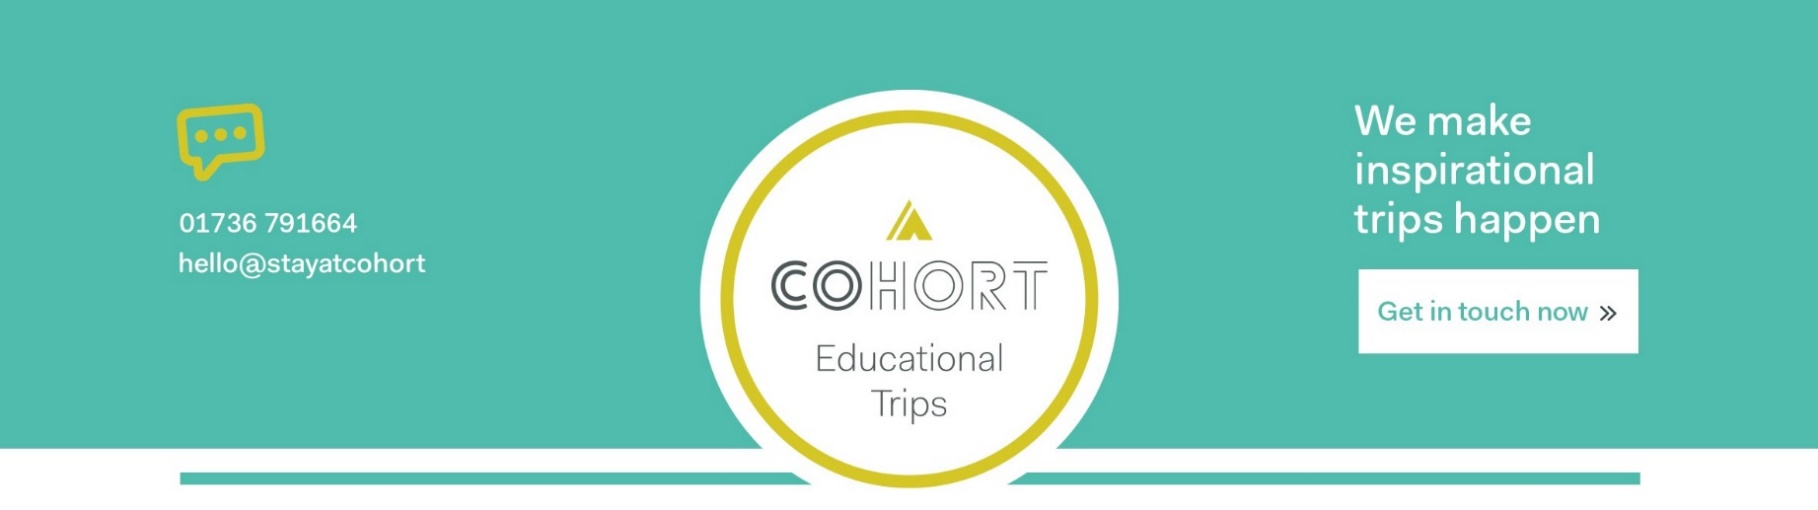 01736 791664
hello@stayatcohort
COHORT
Educational
Trips
We make
inspirational
trips happen
Get in touch now »